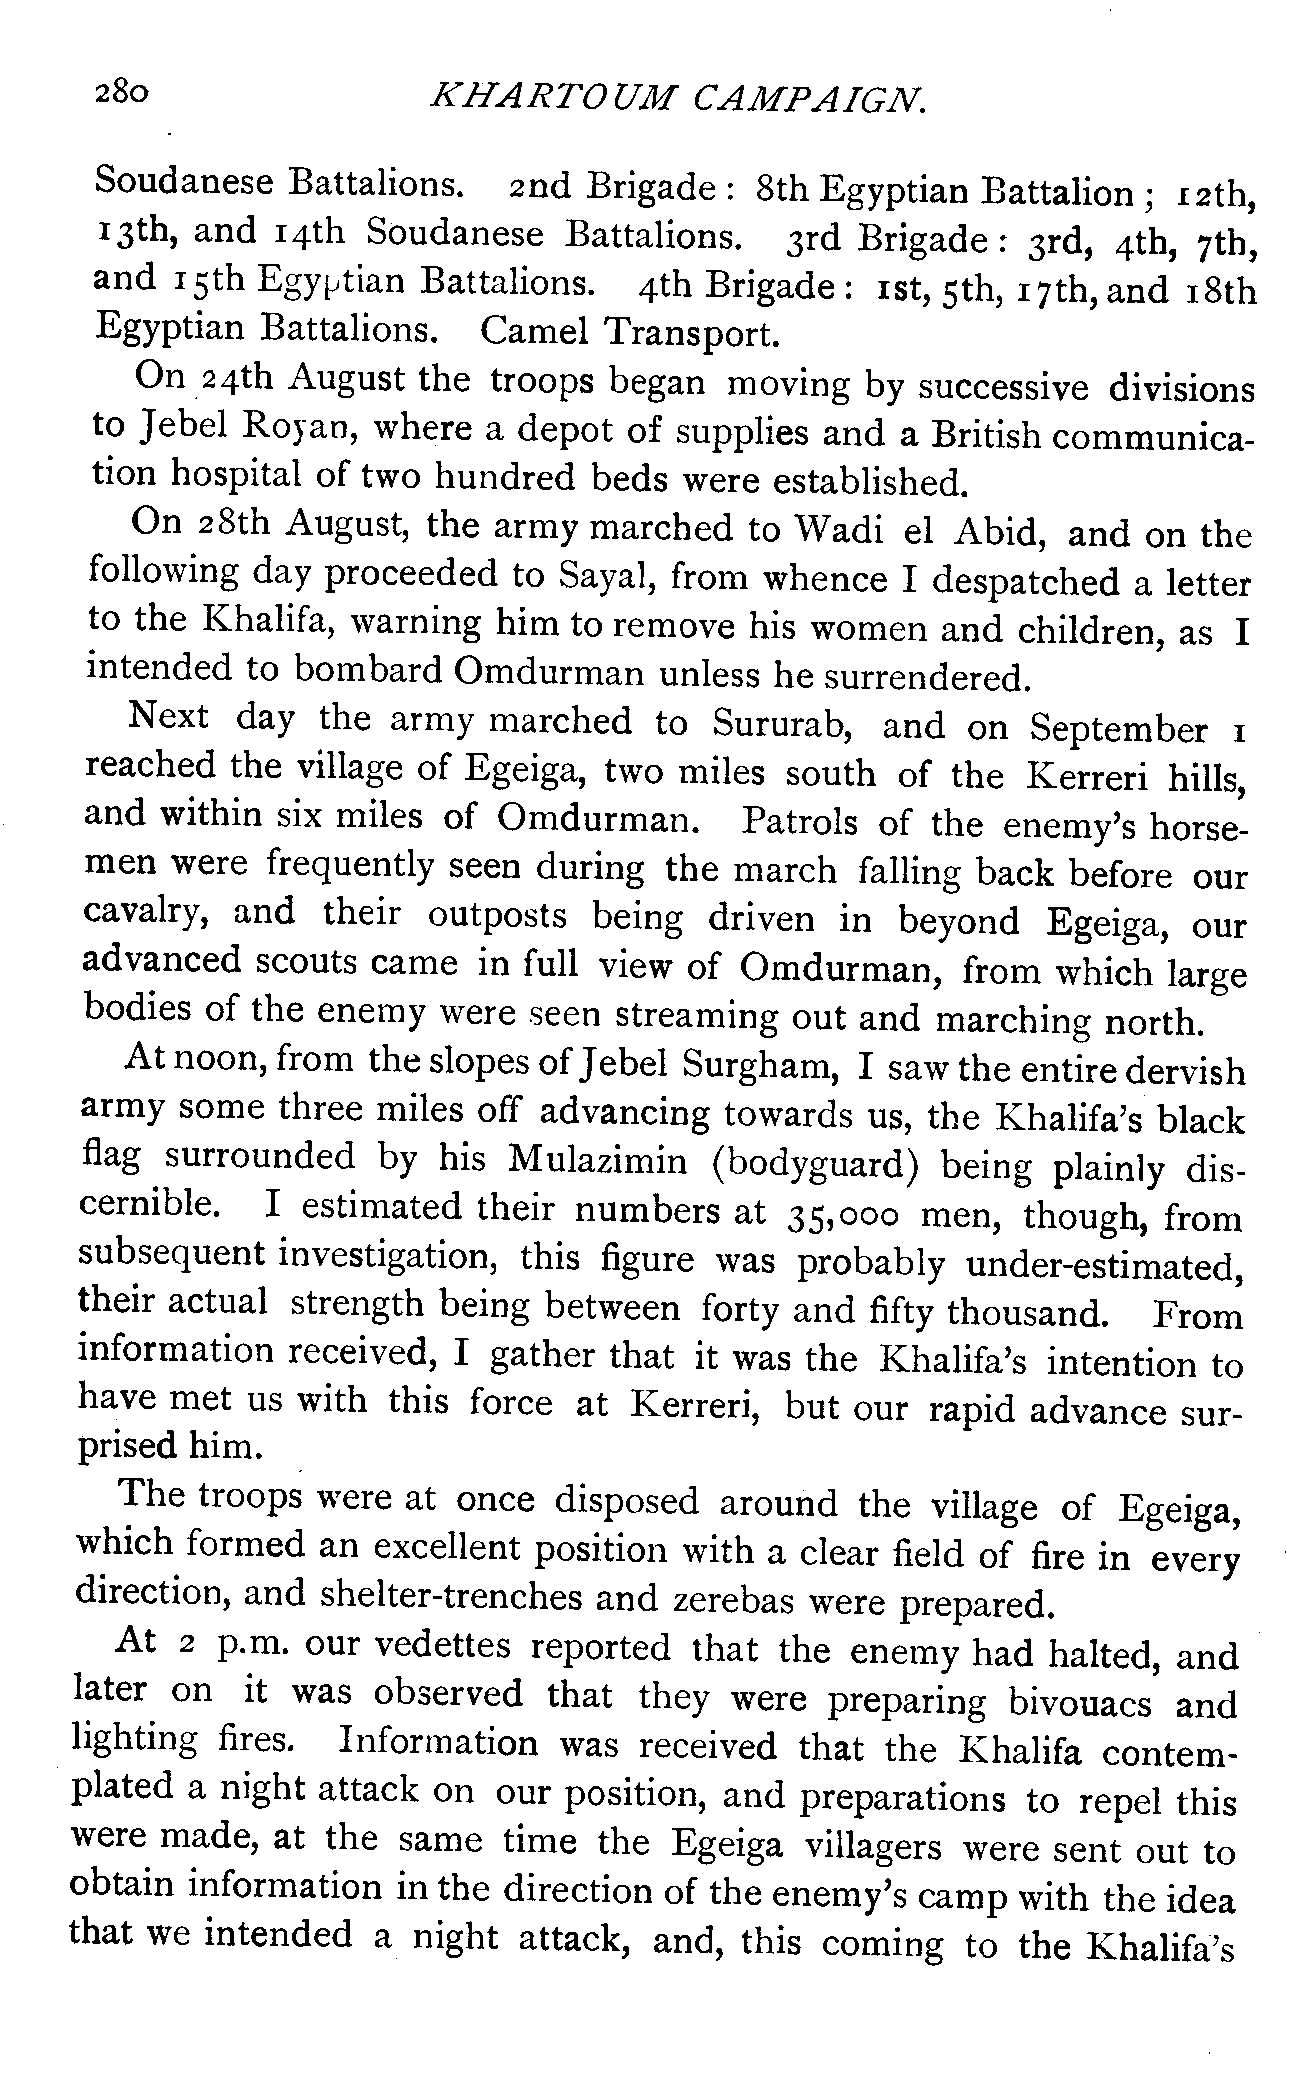 280 KHARTOUM CAMPAIGN.
Soudanese Battalions. 2nd Brigade : 8th Egyptian Battalion ; 12th,
13th, and 14th Soudanese Battalions. 3rd Brigade : 3rd, 4th, 7th,
and 15th Egyptian Battalions. 4th Brigade : 1st, 5th, 17th, and 18th
Egyptian Battalions. Camel Transport.
On 24th August the troops began moving by successive divisions
to Jebel Royan, where a depot of supplies and a British communica-
tion hospital of two hundred beds were established.
On 28th August, the army marched to Wadi el Abid, and on the
following day proceeded to Sayal, from whence I despatched a letter
to the Khalifa, warning him to remove his women and children, as I
intended to bombard Omdurman unless he surrendered.
Next day the army marched to Sururab, and on September 1
reached the village of Egeiga, two miles south of the Kerreri hills,
and within six miles of Omdurman. Patrols of the enemy's horse-
men were frequently seen during the march falling back before our
cavalry, and their outposts being driven in beyond Egeiga, our
advanced scouts came in full view of Omdurman, from which large
bodies of the enemy were seen streaming out and marching north.
At noon, from the slopes of Jebel Surgham, I saw the entire dervish
army some three miles off advancing towards us, the Khalifa's black
flag surrounded by his Mulazimin (bodyguard) being plainly dis-
cernible. I estimated their numbers at 35,000 men, though, from
subsequent investigation, this figure was probably under-estimated,
their actual strength being between forty and fifty thousand. From
information received, I gather that it was the Khalifa's intention to
have met us with this force at Kerreri, but our rapid advance sur-
prised him.
The troops were at once disposed around the village of Egeiga,
which formed an excellent position with a clear field of fire in every
direction, and shelter-trenches and zerebas were prepared.
At 2 p.m. our vedettes reported that the enemy had halted, and
later on it was observed that they were preparing bivouacs and
lighting fires. Information was received that the Khalifa contem-
plated a night attack on our position, and preparations to repel this
were made, at the same time the Egeiga villagers were sent out to
obtain information in the direction of the enemy's camp with the idea
that we intended a night attack, and, this coming to the Khalifa's